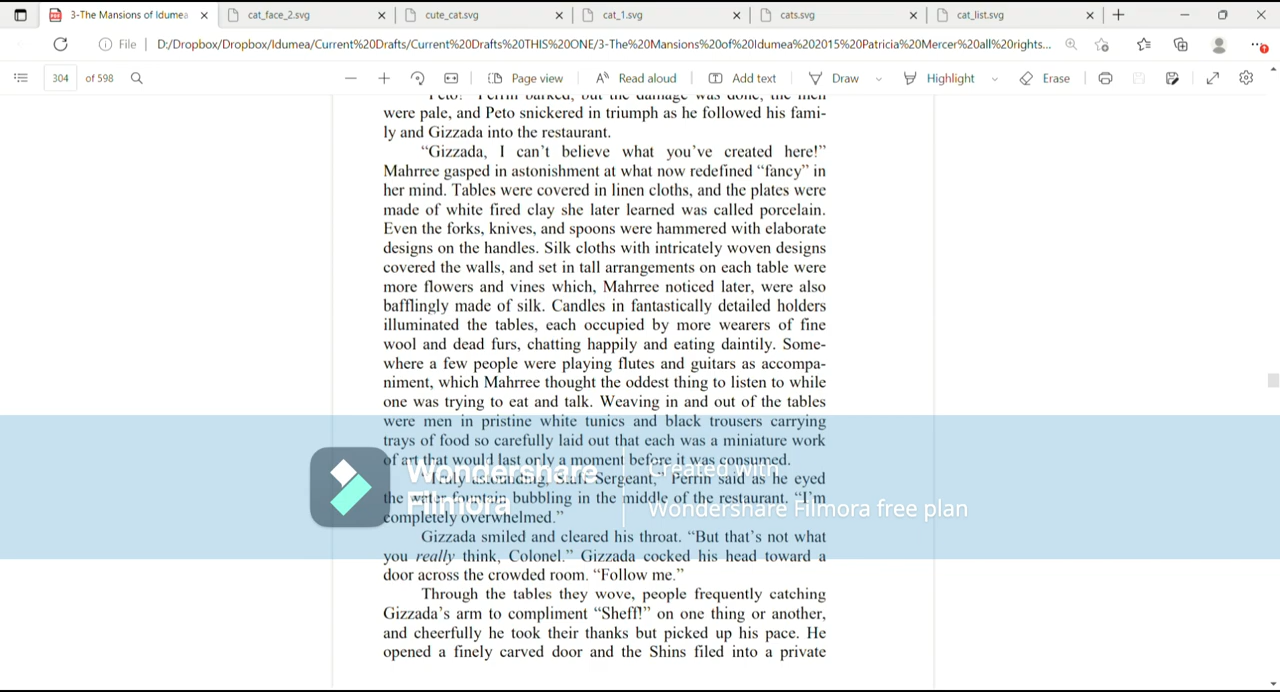 3-The Mansions of Idumea
cat_face_2.svg
cute_cat.svg
cat_1.svg
cats.svg
cat_list.svg
File
D:/Dropbox/Dropbox/Idumea/Current%20Drafts/Current%20Drafts%20THIS%20ONE/3-The%20Mansions%20of%20Idumea%202015%20Patricia%20Mercer%20all%20rights...
304 of 598
Page view
Read aloud
Add text
Draw
Highlight
Erase
"Peto!" Perrin barked, but the damage was done, the men
were pale, and Peto snickered in triumph as he followed his fami-
ly and Gizzada into the restaurant.
“Gizzada, I can’t believe what you’ve created here!”
Mahrree gasped in astonishment at what now redefined “fancy” in
her mind. Tables were covered in linen cloths, and the plates were
made of white fired clay she later learned was called porcelain.
Even the forks, knives, and spoons were hammered with elaborate
designs on the handles. Silk cloths with intricately woven designs
covered the walls, and set in tall arrangements on each table were
more flowers and vines which, Mahrree noticed later, were also
bafflingly made of silk. Candles in fantastically detailed holders
illuminated the tables, each occupied by more wearers of fine
wool and dead furs, chatting happily and eating daintily. Some-
where a few people were playing flutes and guitars as accompa-
niment, which Mahrree thought the oddest thing to listen to while
one was trying to eat and talk. Weaving in and out of the tables
were men in pristine white tunics and black trousers carrying
trays of food so carefully laid out that each was a miniature work
of art that would last only a moment before it was consumed.
“Truly astounding, Staff Sergeant,” Perrin said as he eyed
the water fountain bubbling in the middle of the restaurant. “I’m
completely overwhelmed.”
Gizzada smiled and cleared his throat. “But that’s not what
you really think, Colonel.” Gizzada cocked his head toward a
door across the crowded room. “Follow me.”
Through the tables they wove, people frequently catching
Gizzada’s arm to compliment “Sheff!” on one thing or another,
and cheerfully he took their thanks but picked up his pace. He
opened a finely carved door and the Shins filed into a private
Wondershare
Filmora
Created with
Wondershare Filmora free plan